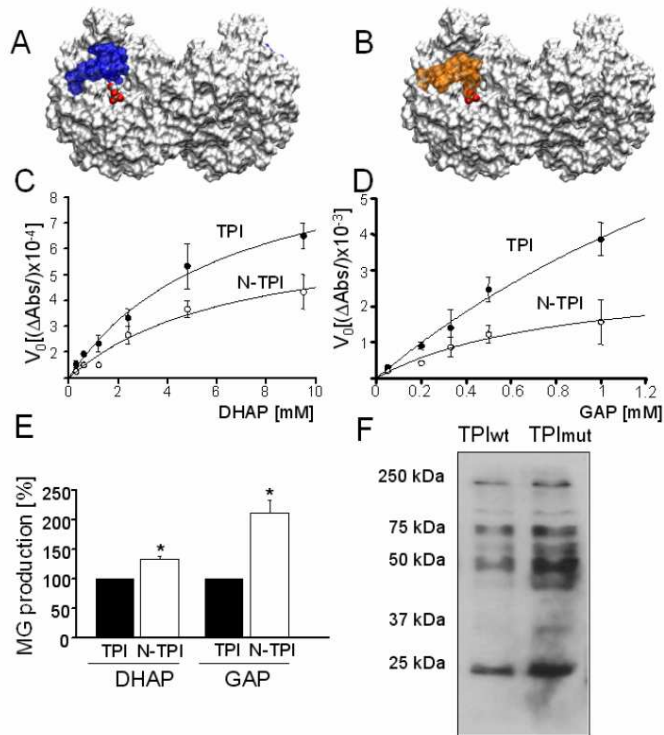 A
B
C
D
V0[(ΔAbs/)x10-4]
8
7
6
5
4
3
2
TPI
N-TPI
0
2
4
6
8
10
DHAP [mM]
V0[(ΔAbs/)x10-3]
5
4
3
2
1
0
TPI
N-TPI
0
0.2
0.4
0.6
0.8
1
1.2
GAP [mM]
E
MG production [%]
250
200
150
100
50
0
*
*
TPI N-TPI
TPI N-TPI
DHAP
GAP
F
TPIwt TPImut
250 kDa
75 kDa
50 kDa
37 kDa
25 kDa